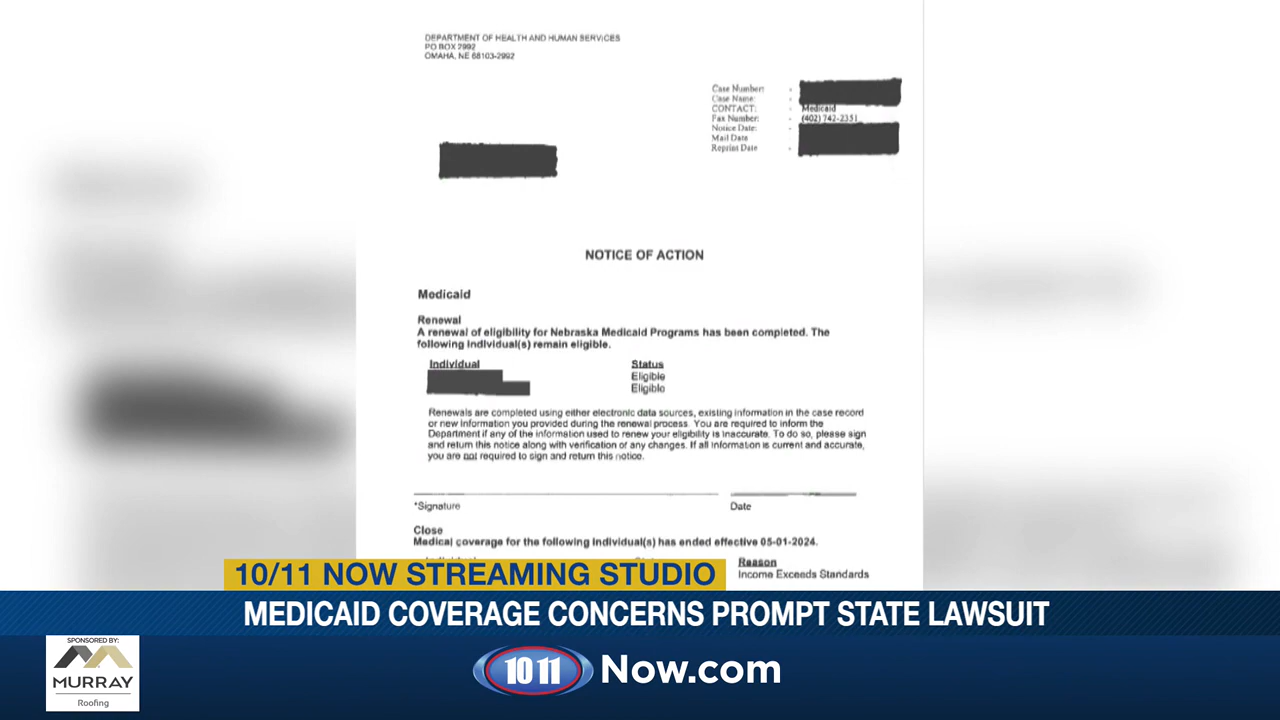 DEPARTMENT OF HEALTH AND HUMAN SERVICES
PO BOX 2992
OMAHA, NE 68103-2992
Case Number: -
Case Name: -
CONTACT: - Medicaid
Fax Number: - (402) 742-2351
Notice Date: -
Mail Date
Reprint Date -
NOTICE OF ACTION
Medicaid
Renewal
A renewal of eligibility for Nebraska Medicaid Programs has been completed. The
following individual(s) remain eligible.
Individual Status
Eligible
Eligible
Renewals are completed using either electronic data sources, existing information in the case record
or new information you provided during the renewal process. You are required to inform the
Department if any of the information used to renew your eligibility is inaccurate. To do so, please sign
and return this notice along with verification of any changes. If all information is current and accurate,
you are not required to sign and return this notice.
*Signature Date
Close
Medical coverage for the following individual(s) has ended effective 05-01-2024.
Reason
Income Exceeds Standards
10/11 NOW STREAMING STUDIO
MEDICAID COVERAGE CONCERNS PROMPT STATE LAWSUIT
SPONSORED BY:
MURRAY
Roofing
10 11 Now.com